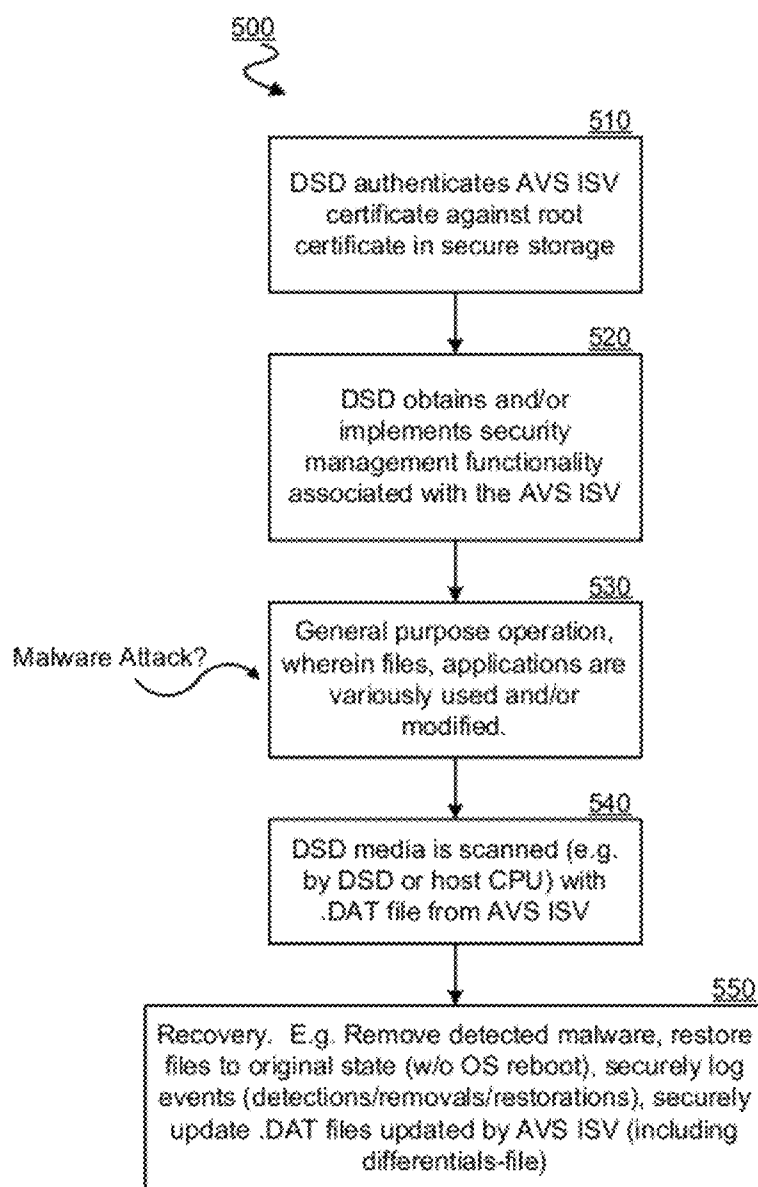 500
510
DSD authenticates AVS ISV
certificate against root
certificate in secure storage
520
DSD obtains and/or
implements security
management functionality
associated with the AVS ISV
530
Malware Attack?
General purpose operation,
wherein files, applications are
variously used and/or
modified.
540
DSD media is scanned (e.g.
by DSD or host CPU) with
.DAT file from AVS ISV
550
Recovery. E.g. Remove detected malware, restore
files to original state (w/o OS reboot), securely log
events (detections/removals/restorations), securely
update .DAT files updated by AVS ISV (including
differentials-file)